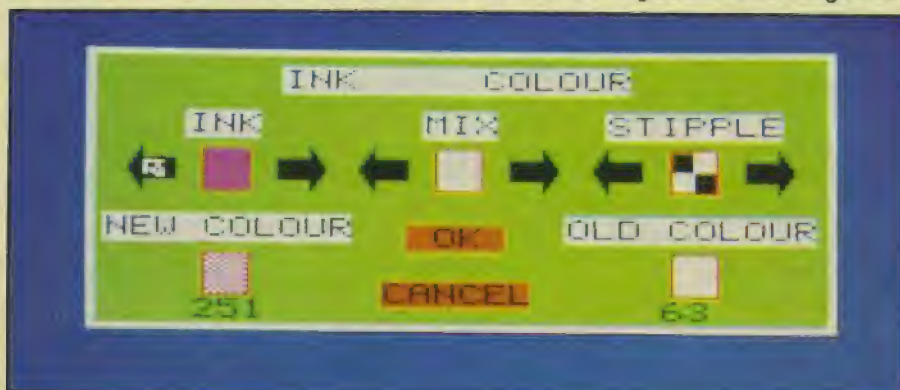 INK COLOUR
INK MIX STIPPLE
NEW COLOUR OK OLD COLOUR
CANCEL
251 63